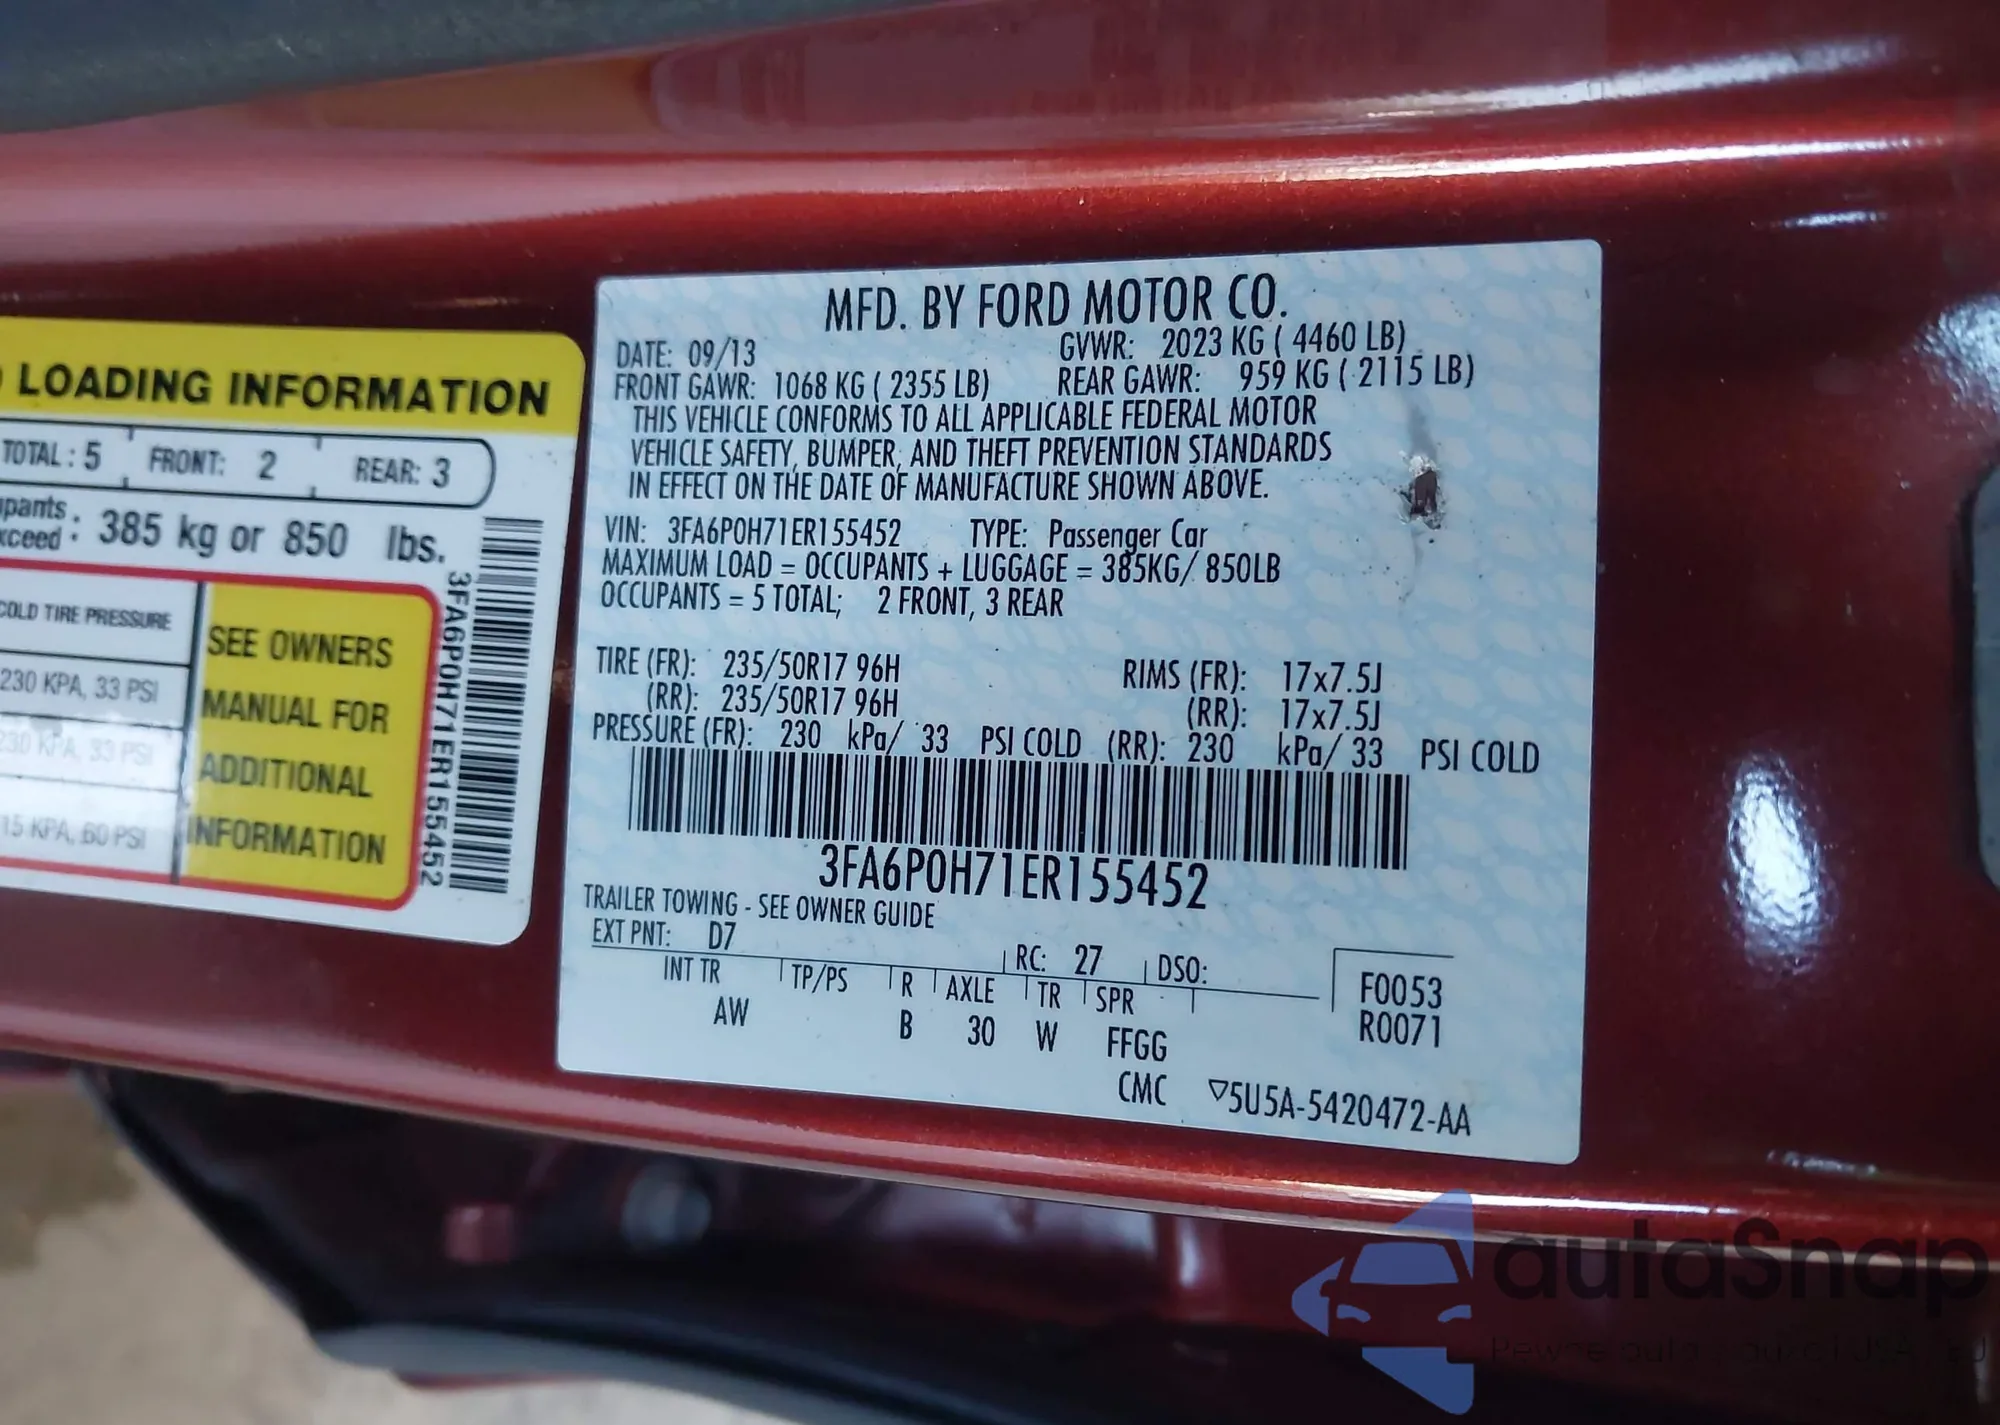 LOADING INFORMATION
TOTAL: 5 FRONT: 2 REAR: 3
pants
xceed: 385 kg or 850 lbs.
COLD TIRE PRESSURE
230 KPA, 33 PSI
230 KPA, 33 PSI
15 KPA, 60 PSI
SEE OWNERS
MANUAL FOR
ADDITIONAL
INFORMATION
3FA6P0H71ER155452
MFD. BY FORD MOTOR CO.
DATE: 09/13 GVWR: 2023 KG ( 4460 LB)
FRONT GAWR: 1068 KG ( 2355 LB) REAR GAWR: 959 KG ( 2115 LB)
THIS VEHICLE CONFORMS TO ALL APPLICABLE FEDERAL MOTOR
VEHICLE SAFETY, BUMPER, AND THEFT PREVENTION STANDARDS
IN EFFECT ON THE DATE OF MANUFACTURE SHOWN ABOVE.
VIN: 3FA6P0H71ER155452 TYPE: Passenger Car
MAXIMUM LOAD = OCCUPANTS + LUGGAGE = 385KG/ 850LB
OCCUPANTS = 5 TOTAL; 2 FRONT, 3 REAR
TIRE (FR): 235/50R17 96H RIMS (FR): 17x7.5J
(RR): 235/50R17 96H (RR): 17x7.5J
PRESSURE (FR): 230 kPa/ 33 PSI COLD (RR): 230 kPa/ 33 PSI COLD
3FA6P0H71ER155452
TRAILER TOWING - SEE OWNER GUIDE
EXT PNT: D7 RC: 27 DSO: F0053
INT TR TP/PS R AXLE TR SPR R0071
AW B 30 W FFGG
CMC ▽5U5A-5420472-AA
autaSnap